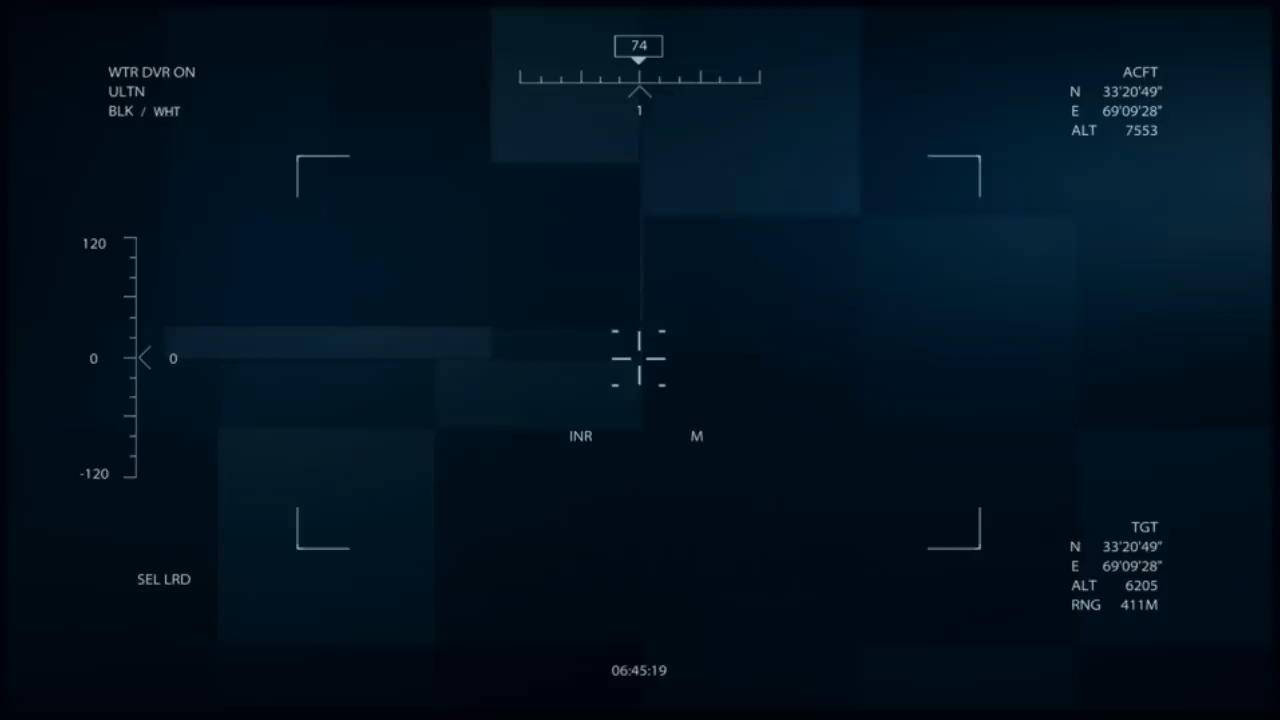 74
WTR DVR ON
ULTN
BLK / WHT
1
ACFT
N 33'20'49"
E 69'09'28"
ALT 7553
120
0
0
-120
INR M
SEL LRD
TGT
N 33'20'49"
E 69'09'28"
ALT 6205
RNG 411M
06:45:19